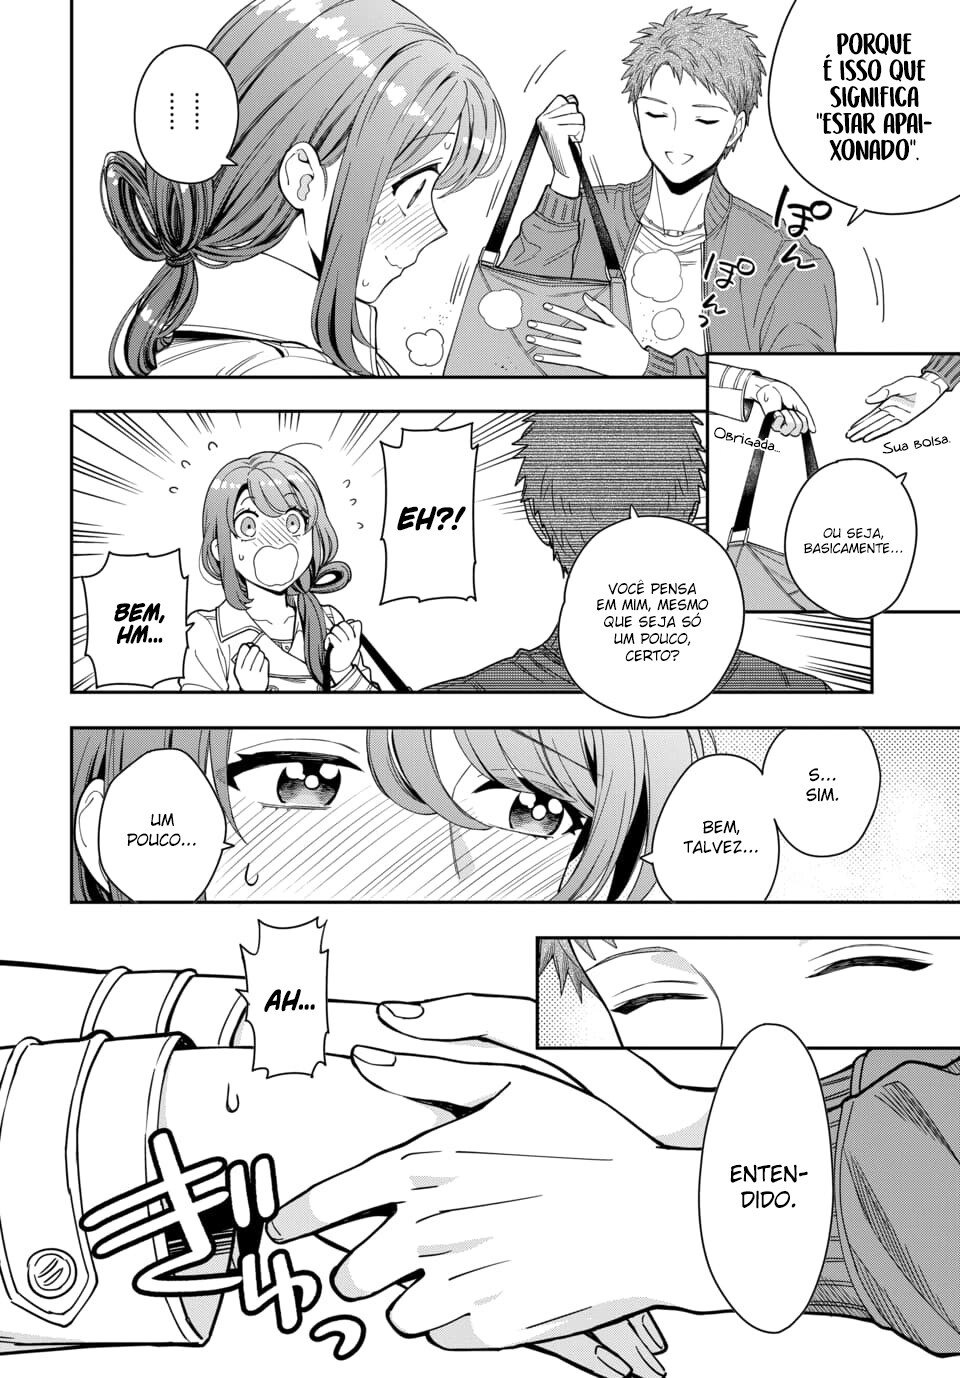 PORQUE
É ISSO QUE
SIGNIFICA
"ESTAR APAI-
XONADO".
ぽんっ
ぽん
......
Sua bolsa.
Obrigada...
OU SEJA,
BASICAMENTE...
VOCÊ PENSA
EM MIM, MESMO
QUE SEJA SÓ
UM POUCO,
CERTO?
EH?!
BEM,
HM...
S...
SIM.
BEM,
TALVEZ...
UM
POUCO...
ENTEN-
DIDO.
AH...
ぎゅっ